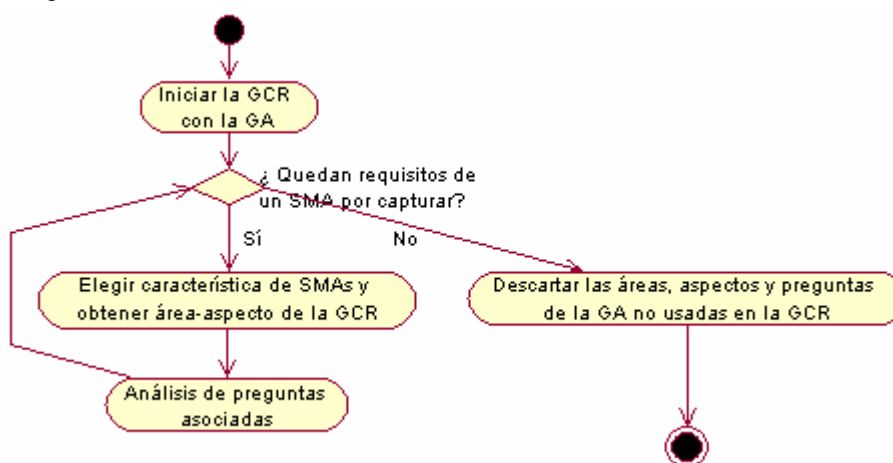 Iniciar la GCR
con la GA
¿ Quedan requisitos de
un SMA por capturar?
Sí
No
Elegir característica de SMAs y
obtener área-aspecto de la GCR
Descartar las áreas, aspectos y preguntas
de la GA no usadas en la GCR
Análisis de preguntas
asociadas